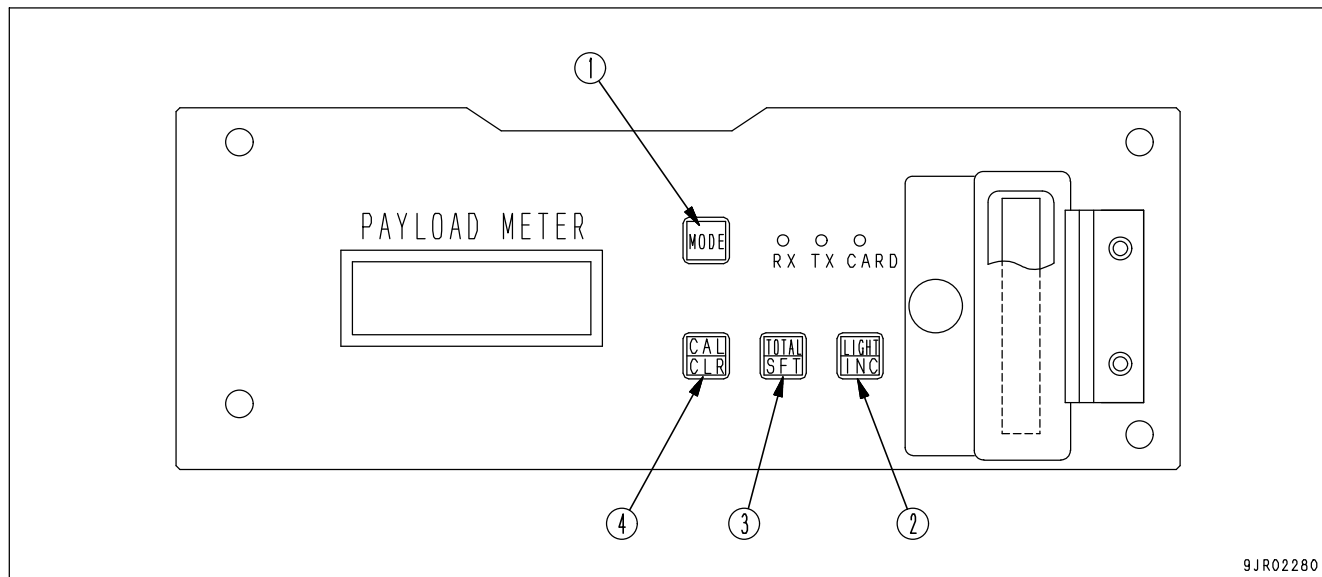 ①
PAYLOAD METER
MODE
RX TX CARD
CAL
CLR
TOTAL
SFT
LIGHT
INC
④ ③ ②
9JR02280